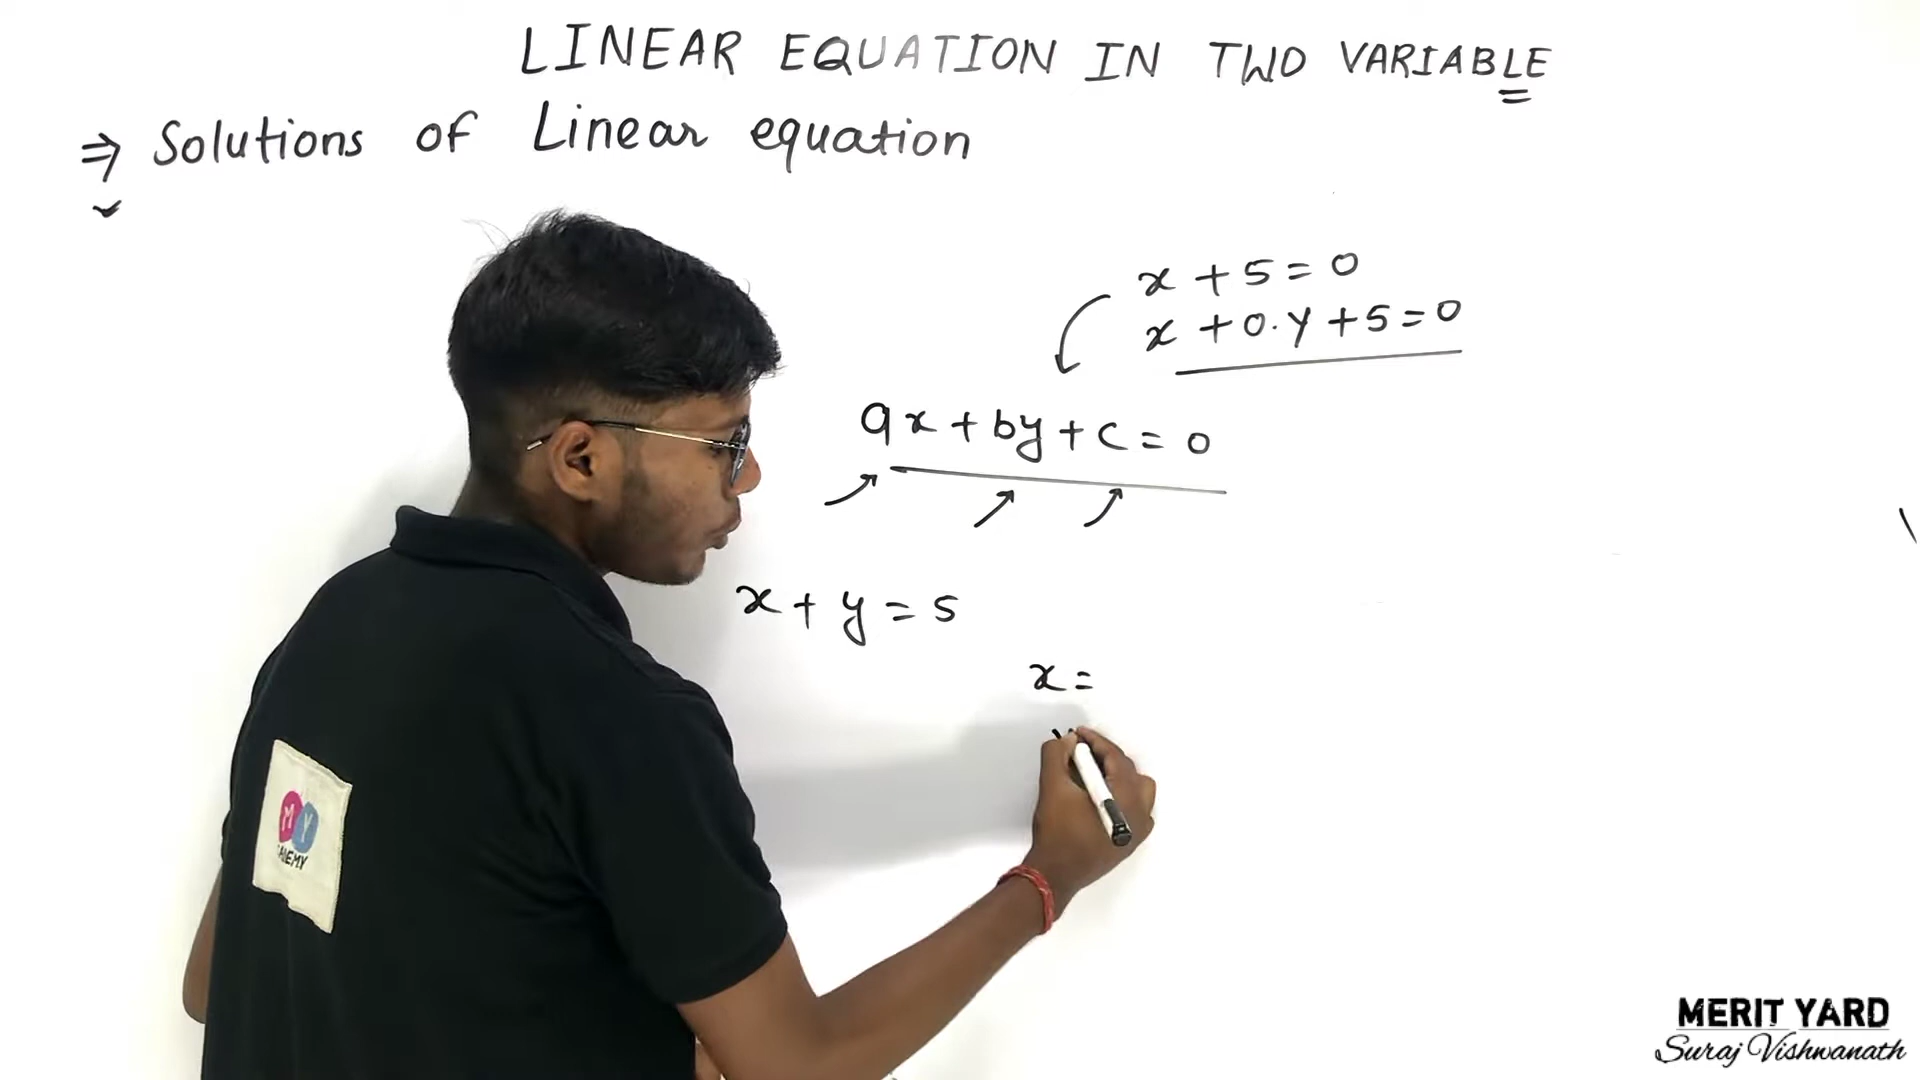 LINEAR EQUATION IN TWO VARIABLE
⇒ Solutions of Linear equation
x + 5 = 0
x + 0.y + 5 = 0
ax + by + c = 0
x + y = 5
x =
M Y
MERIT YARD
Suraj Vishwanath